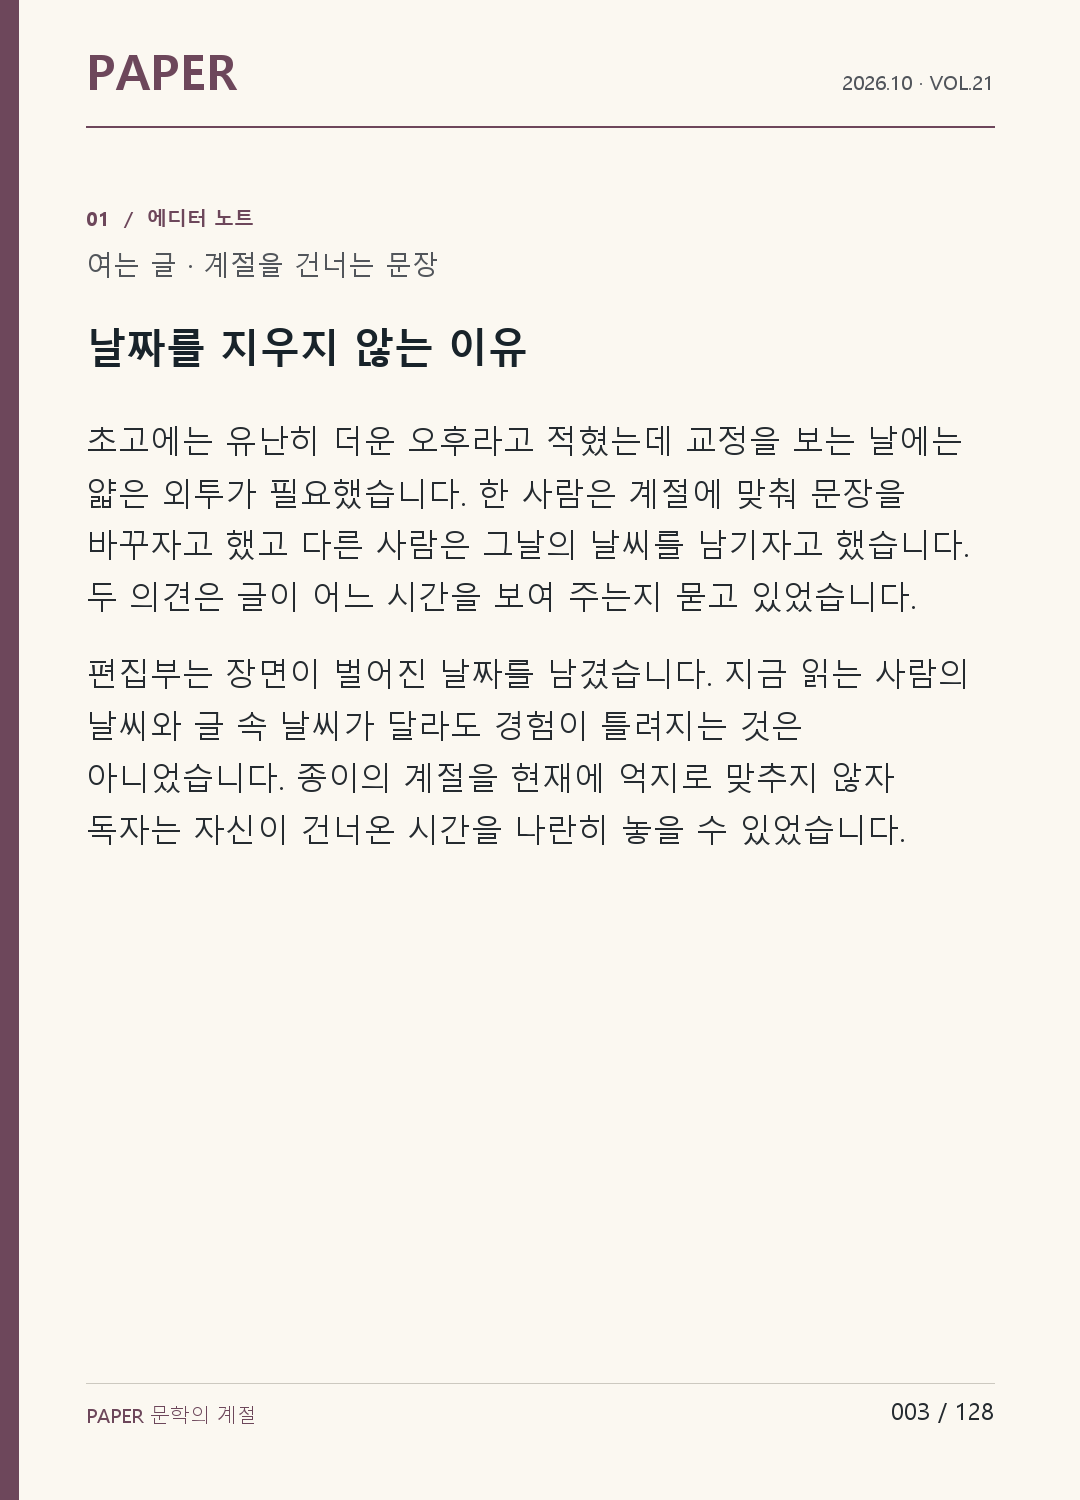 PAPER
2026.10 · VOL.21
01 / 에디터 노트
여는 글 · 계절을 건너는 문장
날짜를 지우지 않는 이유
초고에는 유난히 더운 오후라고 적혔는데 교정을 보는 날에는
얇은 외투가 필요했습니다. 한 사람은 계절에 맞춰 문장을
바꾸자고 했고 다른 사람은 그날의 날씨를 남기자고 했습니다.
두 의견은 글이 어느 시간을 보여 주는지 묻고 있었습니다.
편집부는 장면이 벌어진 날짜를 남겼습니다. 지금 읽는 사람의
날씨와 글 속 날씨가 달라도 경험이 틀려지는 것은
아니었습니다. 종이의 계절을 현재에 억지로 맞추지 않자
독자는 자신이 건너온 시간을 나란히 놓을 수 있었습니다.
PAPER 문학의 계절
003 / 128